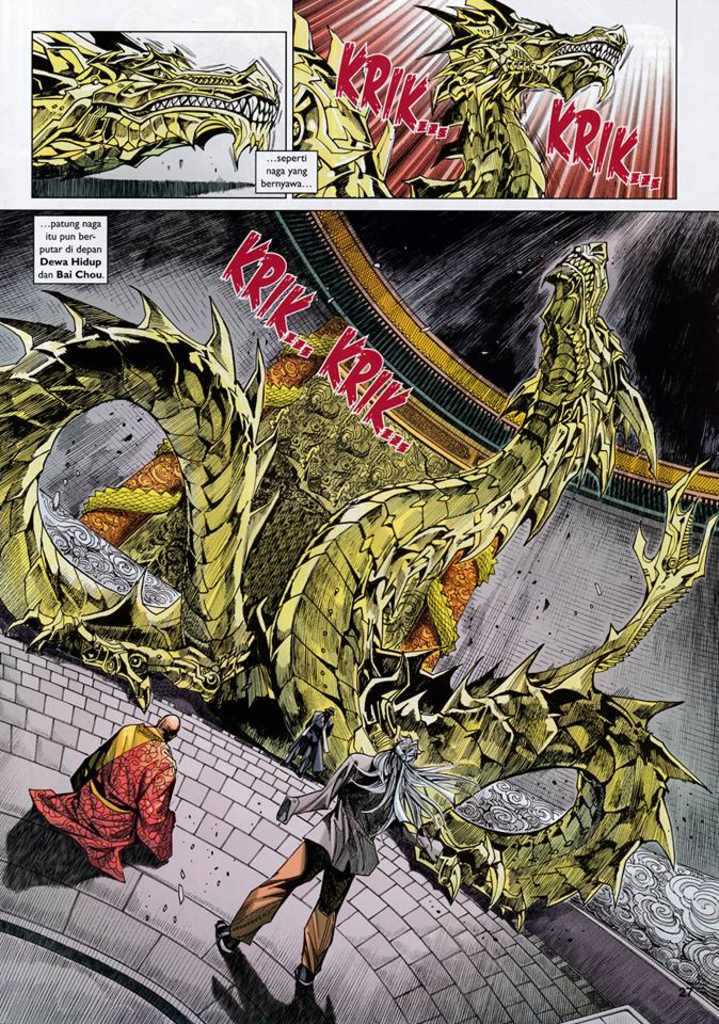 ...seperti
naga yang
bernyawa...
KRIK...
KRIK...
...patung naga
itu pun ber-
putar di depan
Dewa Hidup
dan Bai Chou.
KRIK...
KRIK...
27